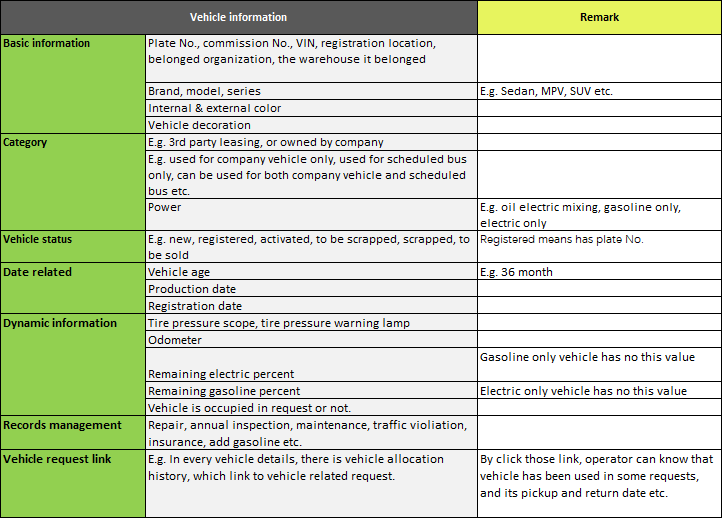 Vehicle information
Remark
Basic information
Plate No., commission No., VIN, registration location,
belonged organization, the warehouse it belonged
Brand, model, series
E.g. Sedan, MPV, SUV etc.
Internal & external color
Vehicle decoration
Category
E.g. 3rd party leasing, or owned by company
E.g. used for company vehicle only, used for scheduled bus
only, can be used for both company vehicle and scheduled
bus etc.
Power
E.g. oil electric mixing, gasoline only,
electric only
Vehicle status
E.g. new, registered, activated, to be scrapped, scrapped, to
be sold
Registered means has plate No.
Date related
Vehicle age
E.g. 36 month
Production date
Registration date
Dynamic information
Tire pressure scope, tire pressure warning lamp
Odometer
Remaining electric percent
Gasoline only vehicle has no this value
Remaining gasoline percent
Electric only vehicle has no this value
Vehicle is occupied in request or not.
Records management
Repair, annual inspection, maintenance, traffic violiation,
insurance, add gasoline etc.
Vehicle request link
E.g. In every vehicle details, there is vehicle allocation
history, which link to vehicle related request.
By click those link, operator can know that
vehicle has been used in some requests,
and its pickup and return date etc.